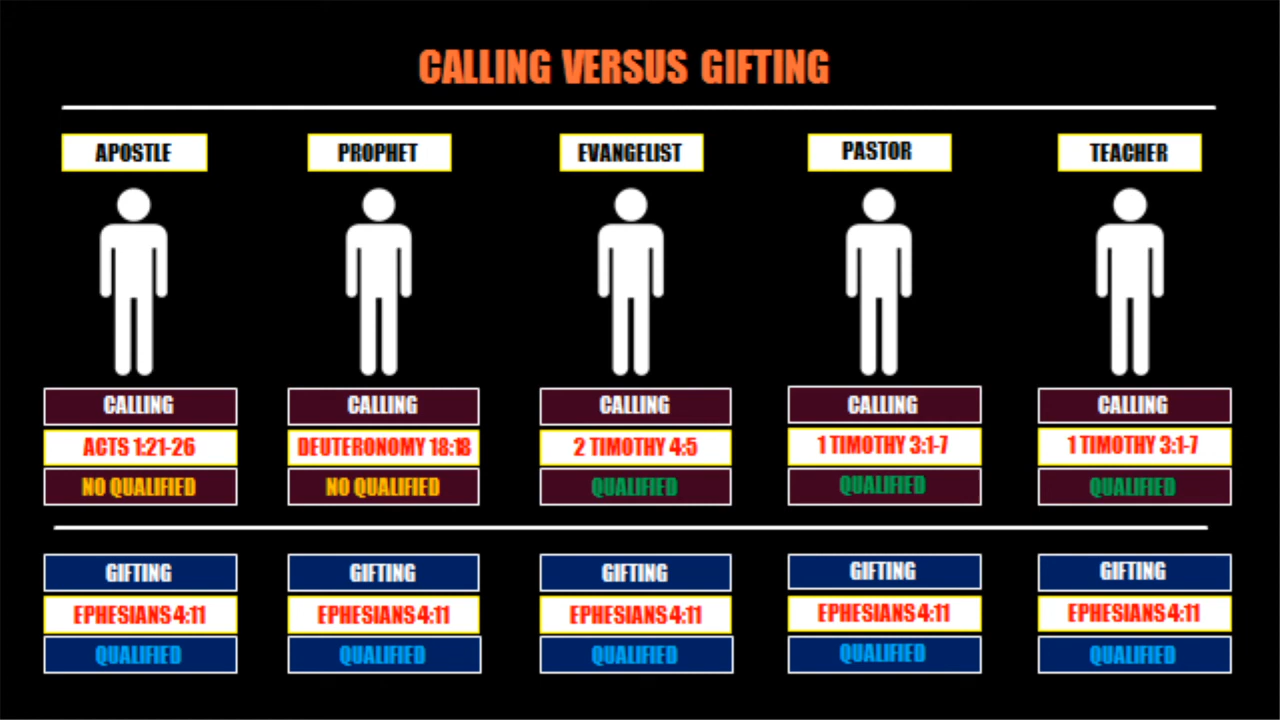 CALLING VERSUS GIFTING
APOSTLE
PROPHET
EVANGELIST
PASTOR
TEACHER
CALLING
CALLING
CALLING
CALLING
CALLING
ACTS 1:21-26
DEUTERONOMY 18:18
2 TIMOTHY 4:5
1 TIMOTHY 3:1-7
1 TIMOTHY 3:1-7
NO QUALIFIED
NO QUALIFIED
QUALIFIED
QUALIFIED
QUALIFIED
GIFTING
GIFTING
GIFTING
GIFTING
GIFTING
EPHESIANS 4:11
EPHESIANS 4:11
EPHESIANS 4:11
EPHESIANS 4:11
EPHESIANS 4:11
QUALIFIED
QUALIFIED
QUALIFIED
QUALIFIED
QUALIFIED